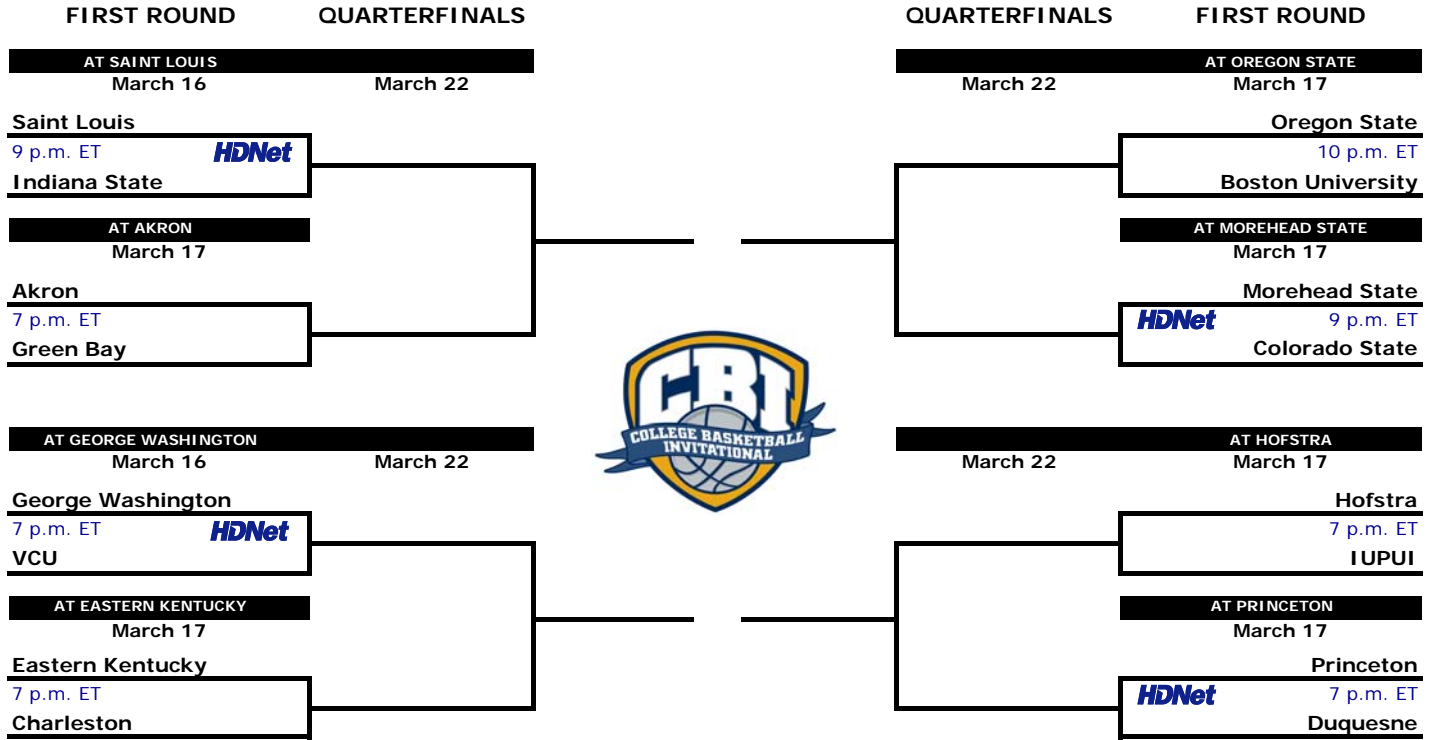 FIRST ROUND QUARTERFINALS QUARTERFINALS FIRST ROUND
AT SAINT LOUIS AT OREGON STATE
March 16 March 22 March 22 March 17
Saint Louis Oregon State
9 p.m. ET HDNet 10 p.m. ET
Indiana State Boston University
AT AKRON AT MOREHEAD STATE
March 17 March 17
Akron Morehead State
7 p.m. ET HDNet 9 p.m. ET
Green Bay Colorado State
CBI
COLLEGE BASKETBALL
INVITATIONAL
AT GEORGE WASHINGTON AT HOFSTRA
March 16 March 22 March 22 March 17
George Washington Hofstra
7 p.m. ET HDNet 7 p.m. ET
VCU IUPUI
AT EASTERN KENTUCKY AT PRINCETON
March 17 March 17
Eastern Kentucky Princeton
7 p.m. ET HDNet 7 p.m. ET
Charleston Duquesne